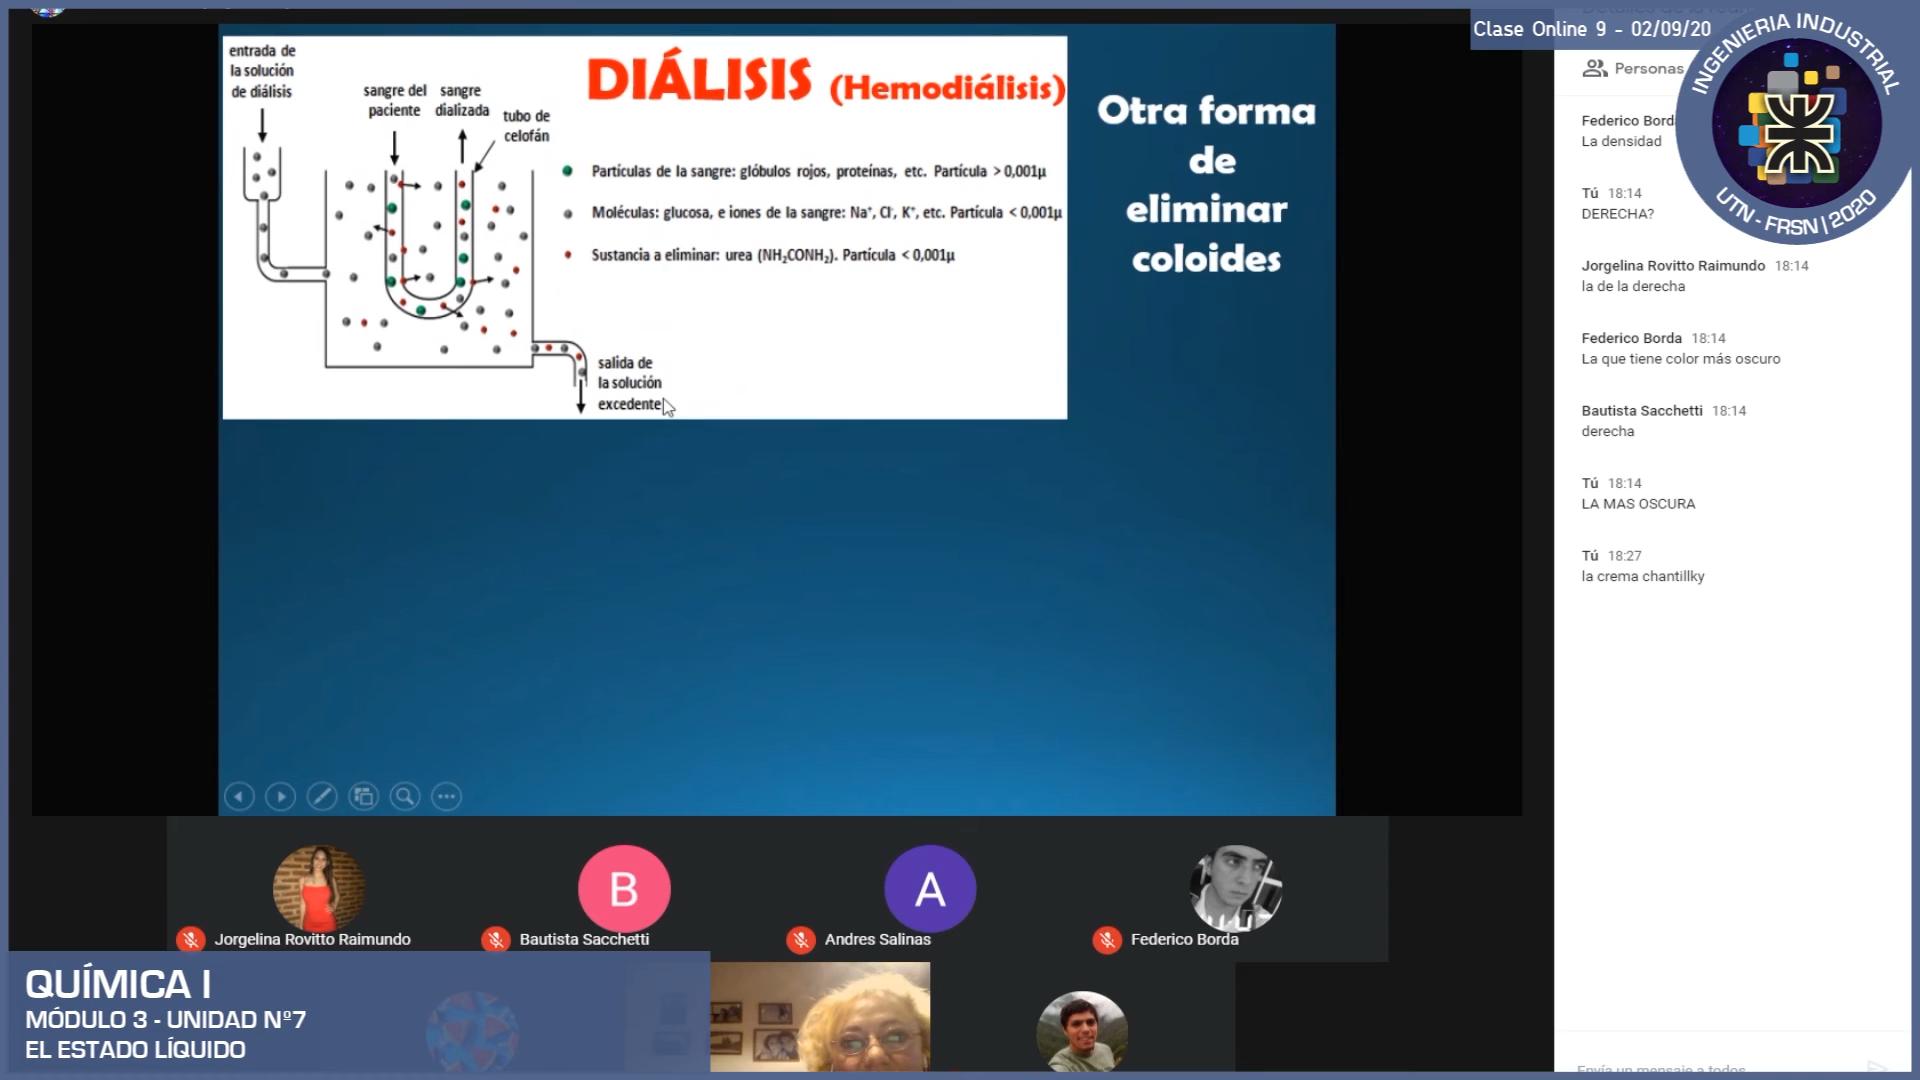 Clase Online 9 - 02/09/20
INGENIERIA INDUSTRIAL
UTN - FRSN | 2020
entrada de
la solución
de diálisis
sangre del
paciente
sangre
dializada
tubo de
celofán
DIÁLISIS (Hemodiálisis)
Partículas de la sangre: glóbulos rojos, proteínas, etc. Partícula > 0,001µ
Moléculas: glucosa, e iones de la sangre: Na⁺, Cl⁻, K⁺, etc. Partícula < 0,001µ
Sustancia a eliminar: urea (NH₂CONH₂). Partícula < 0,001µ
salida de
la solución
excedente
Otra forma
de
eliminar
coloides
Personas
Federico Borda
La densidad
Tú 18:14
DERECHA?
Jorgelina Rovitto Raimundo 18:14
la de la derecha
Federico Borda 18:14
La que tiene color más oscuro
Bautista Sacchetti 18:14
derecha
Tú 18:14
LA MAS OSCURA
Tú 18:27
la crema chantillky
Envía un mensaje a todos
B
A
Jorgelina Rovitto Raimundo
Bautista Sacchetti
Andres Salinas
Federico Borda
QUÍMICA I
MÓDULO 3 - UNIDAD Nº7
EL ESTADO LÍQUIDO